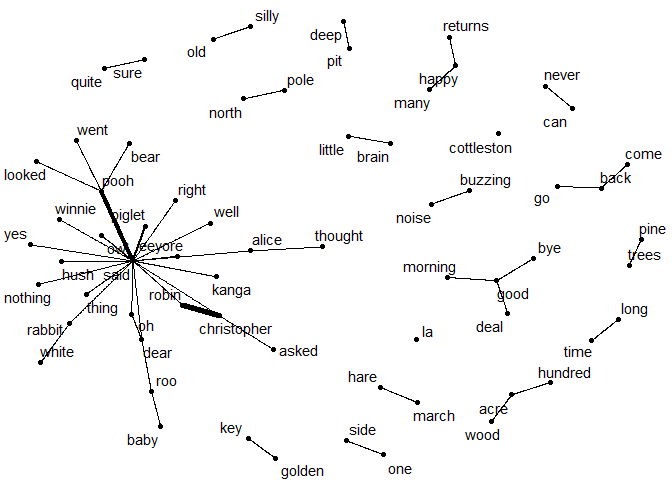 silly
old
deep
pit
returns
happy
many
quite
sure
pole
north
never
can
went
bear
looked
pooh
little
brain
cottleston
come
back
go
buzzing
noise
right
winnie
piglet
well
yes
owl
eeyore
alice
thought
pine
trees
bye
morning
good
deal
hush
said
kanga
nothing
thing
robin
christopher
rabbit
oh
white
dear
asked
la
long
time
roo
baby
hare
march
hundred
acre
wood
key
golden
side
one